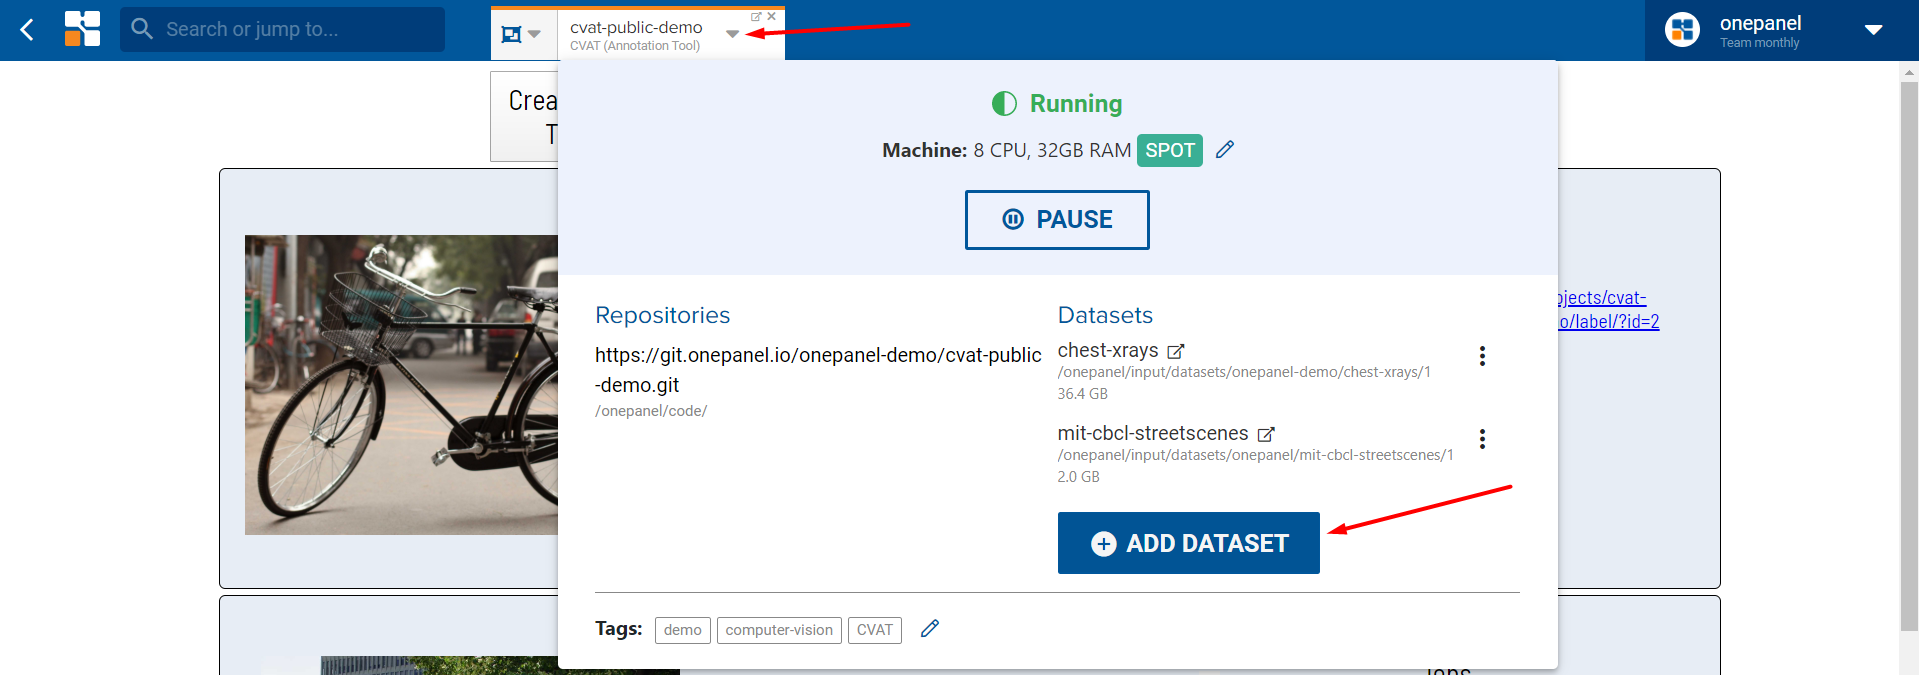 Search or jump to...
cvat-public-demo
CVAT (Annotation Tool)
onepanel
Team monthly
Crea
T
Running
Machine: 8 CPU, 32GB RAM SPOT
PAUSE
Repositories
https://git.onepanel.io/onepanel-demo/cvat-public
-demo.git
/onepanel/code/
Datasets
chest-xrays
/onepanel/input/datasets/onepanel-demo/chest-xrays/1
36.4 GB
mit-cbcl-streetscenes
/onepanel/input/datasets/onepanel/mit-cbcl-streetscenes/1
2.0 GB
ADD DATASET
Tags: demo computer-vision CVAT
jects/cvat-
o/label/?id=2